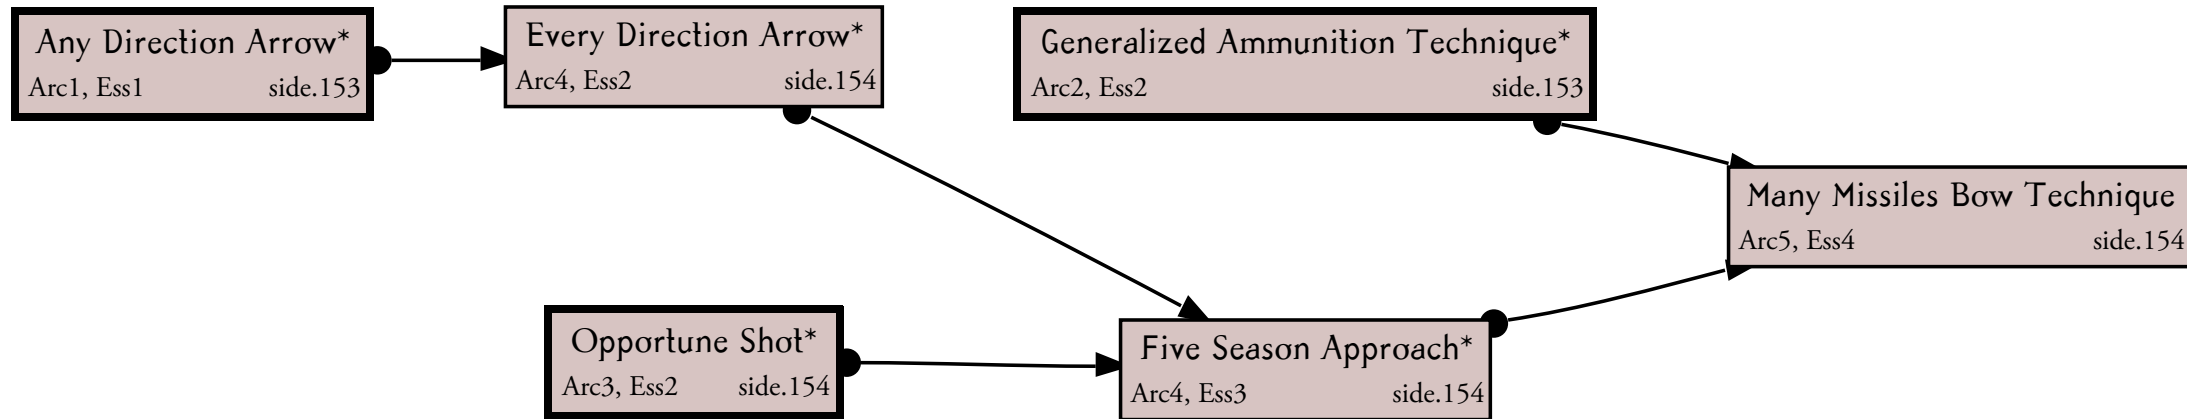 Any Direction Arrow*
Arc1, Ess1 side.153
Every Direction Arrow*
Arc4, Ess2 side.154
Generalized Ammunition Technique*
Arc2, Ess2 side.153
Many Missiles Bow Technique
Arc5, Ess4 side.154
Opportune Shot*
Arc3, Ess2 side.154
Five Season Approach*
Arc4, Ess3 side.154